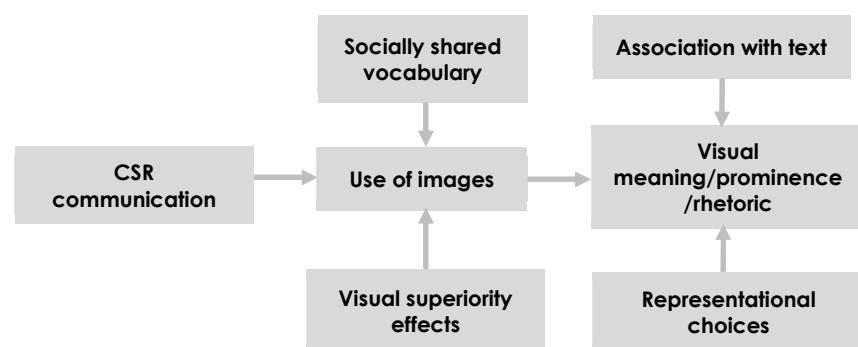 Socially shared
vocabulary
Association with text
CSR
communication
Use of images
Visual
meaning/prominence
/rhetoric
Visual superiority
effects
Representational
choices